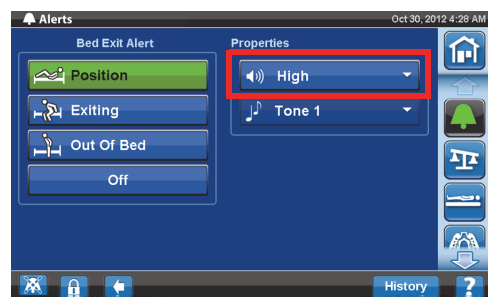 Alerts
Oct 30, 2012 4:28 AM
Bed Exit Alert
Properties
Position
High
Exiting
Tone 1
Out Of Bed
Off
History
?